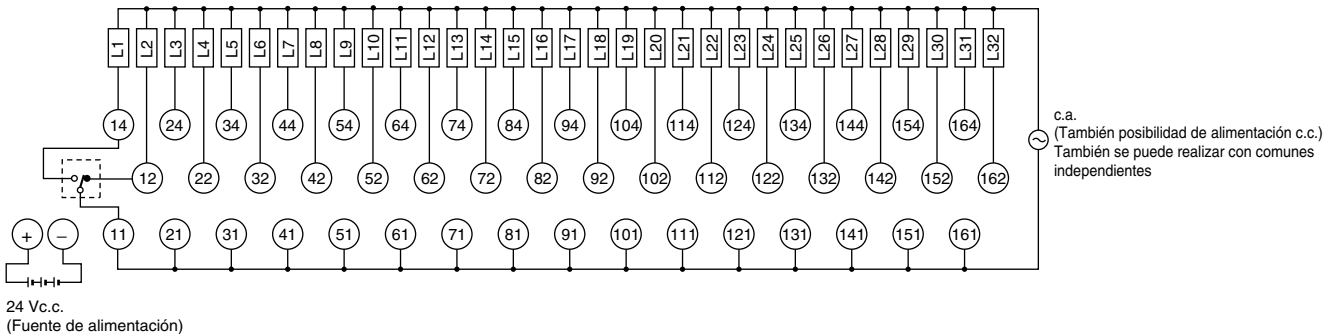 L1 L2 L3 L4 L5 L6 L7 L8 L9 L10 L11 L12 L13 L14 L15 L16 L17 L18 L19 L20 L21 L22 L23 L24 L25 L26 L27 L28 L29 L30 L31 L32
14 24 34 44 54 64 74 84 94 104 114 124 134 144 154 164
c.a.
(También posibilidad de alimentación c.c.)
También se puede realizar con comunes
independientes
12 22 32 42 52 62 72 82 92 102 112 122 132 142 152 162
+ − 11 21 31 41 51 61 71 81 91 101 111 121 131 141 151 161
24 Vc.c.
(Fuente de alimentación)